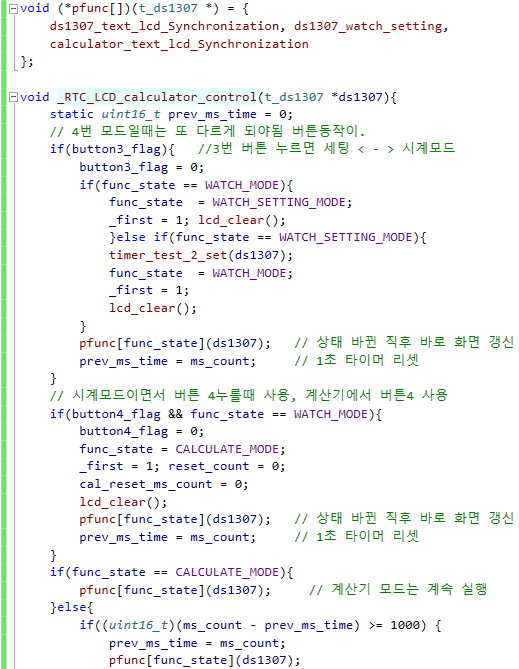 void (*pfunc[])(t_ds1307 *) = {
ds1307_text_lcd_Synchronization, ds1307_watch_setting,
calculator_text_lcd_Synchronization
};
void _RTC_LCD_calculator_control(t_ds1307 *ds1307){
static uint16_t prev_ms_time = 0;
// 4번 모드일때는 또 다르게 되야됨 버튼동작이.
if(button3_flag){ //3번 버튼 누르면 세팅 < - > 시계모드
button3_flag = 0;
if(func_state == WATCH_MODE){
func_state = WATCH_SETTING_MODE;
_first = 1; lcd_clear();
}else if(func_state == WATCH_SETTING_MODE){
timer_test_2_set(ds1307);
func_state = WATCH_MODE;
_first = 1;
lcd_clear();
}
pfunc[func_state](ds1307); // 상태 바뀐 직후 바로 화면 갱신
prev_ms_time = ms_count; // 1초 타이머 리셋
}
// 시계모드이면서 버튼 4누를때 사용, 계산기에서 버튼4 사용
if(button4_flag && func_state == WATCH_MODE){
button4_flag = 0;
func_state = CALCULATE_MODE;
_first = 1; reset_count = 0;
cal_reset_ms_count = 0;
lcd_clear();
pfunc[func_state](ds1307); // 상태 바뀐 직후 바로 화면 갱신
prev_ms_time = ms_count; // 1초 타이머 리셋
}
if(func_state == CALCULATE_MODE){
pfunc[func_state](ds1307); // 계산기 모드는 계속 실행
}else{
if((uint16_t)(ms_count - prev_ms_time) >= 1000) {
prev_ms_time = ms_count;
pfunc[func_state](ds1307);